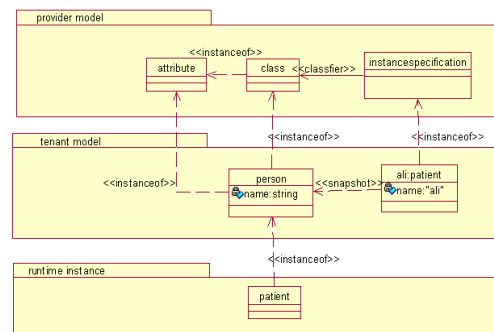 provider model
<<instanceof>>
attribute
class
<<classfier>>
instancespecification
tenant model
<<instanceof>>
<<instanceof>>
<<instanceof>>
person
name:string
<<snapshot>>
ali:patient
name:"ali"
<<instanceof>>
runtime instance
patient